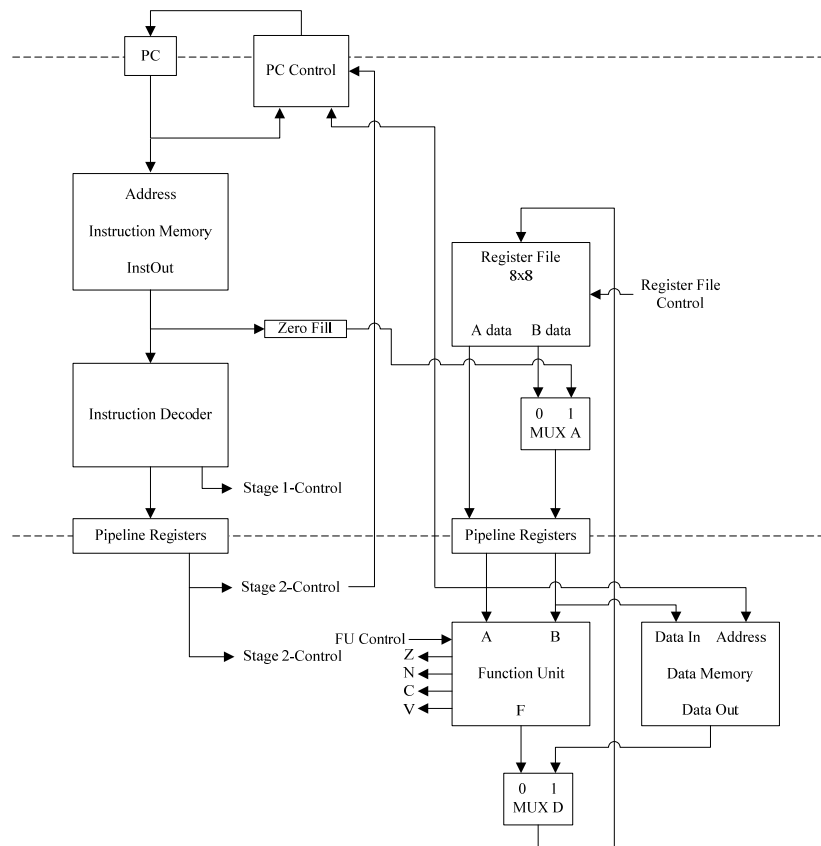 PC
PC Control
Address
Instruction Memory
InstOut
Register File
8x8
A data B data
Register File
Control
Zero Fill
0 1
MUX A
Instruction Decoder
Stage 1-Control
Pipeline Registers
Pipeline Registers
Stage 2-Control
Stage 2-Control
FU Control
Z
N
C
V
A B
Function Unit
F
Data In Address
Data Memory
Data Out
0 1
MUX D